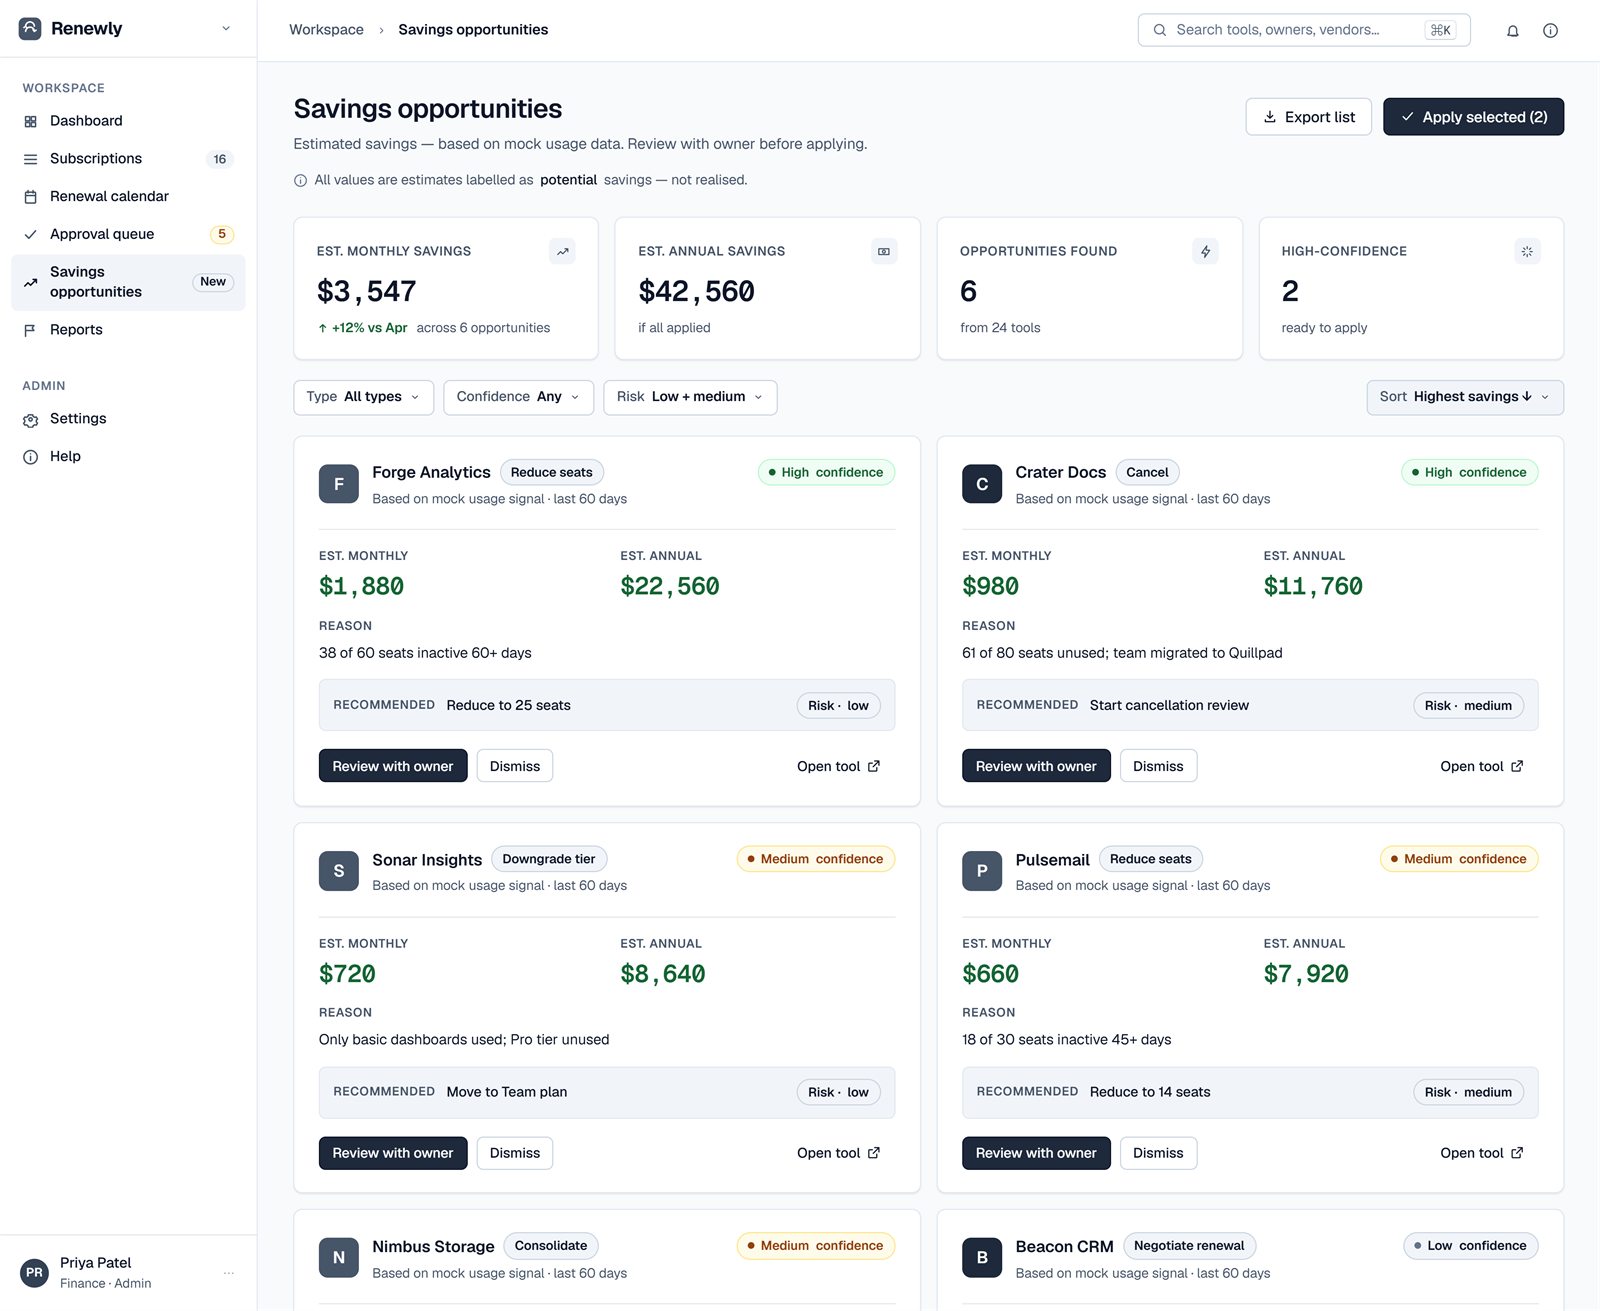 Renewly
WORKSPACE
Dashboard
Subscriptions 16
Renewal calendar
Approval queue 5
Savings
opportunities New
Reports
ADMIN
Settings
Help
PR
Priya Patel
Finance · Admin
Workspace › Savings opportunities
Search tools, owners, vendors... ⌘K
Savings opportunities
Estimated savings — based on mock usage data. Review with owner before applying.
All values are estimates labelled as potential savings — not realised.
Export list
Apply selected (2)
EST. MONTHLY SAVINGS
$3,547
↑ +12% vs Apr across 6 opportunities
EST. ANNUAL SAVINGS
$42,560
if all applied
OPPORTUNITIES FOUND
6
from 24 tools
HIGH-CONFIDENCE
2
ready to apply
Type All types
Confidence Any
Risk Low + medium
Sort Highest savings ↓
F
Forge Analytics Reduce seats High confidence
Based on mock usage signal · last 60 days
EST. MONTHLY EST. ANNUAL
$1,880 $22,560
REASON
38 of 60 seats inactive 60+ days
RECOMMENDED Reduce to 25 seats Risk · low
Review with owner Dismiss Open tool
C
Crater Docs Cancel High confidence
Based on mock usage signal · last 60 days
EST. MONTHLY EST. ANNUAL
$980 $11,760
REASON
61 of 80 seats unused; team migrated to Quillpad
RECOMMENDED Start cancellation review Risk · medium
Review with owner Dismiss Open tool
S
Sonar Insights Downgrade tier Medium confidence
Based on mock usage signal · last 60 days
EST. MONTHLY EST. ANNUAL
$720 $8,640
REASON
Only basic dashboards used; Pro tier unused
RECOMMENDED Move to Team plan Risk · low
Review with owner Dismiss Open tool
P
Pulsemail Reduce seats Medium confidence
Based on mock usage signal · last 60 days
EST. MONTHLY EST. ANNUAL
$660 $7,920
REASON
18 of 30 seats inactive 45+ days
RECOMMENDED Reduce to 14 seats Risk · medium
Review with owner Dismiss Open tool
N
Nimbus Storage Consolidate Medium confidence
Based on mock usage signal · last 60 days
B
Beacon CRM Negotiate renewal Low confidence
Based on mock usage signal · last 60 days